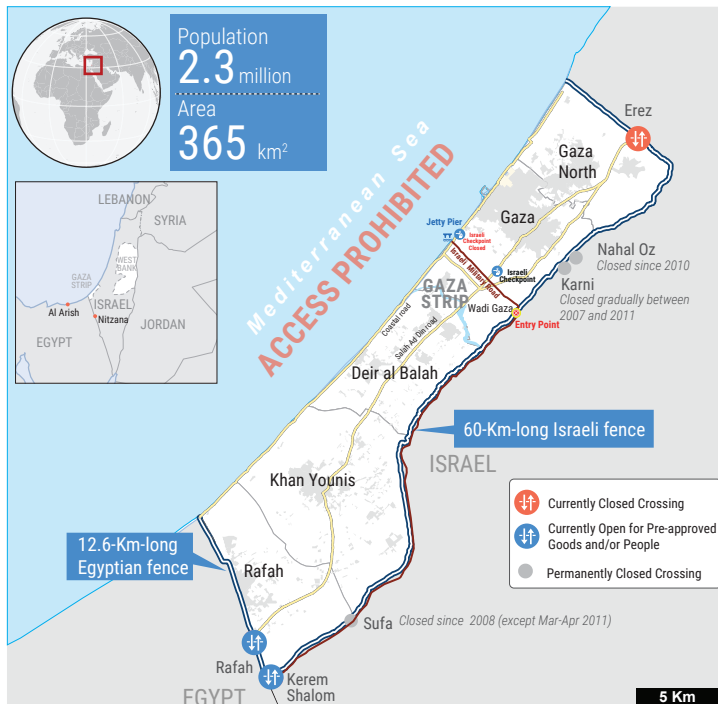 Population
2.3 million
Area
365 km²
Mediterranean Sea
ACCESS PROHIBITED
LEBANON
SYRIA
WEST
BANK
GAZA
STRIP
ISRAEL
Al Arish
Nitzana
JORDAN
EGYPT
Erez
Gaza
North
Gaza
Jetty Pier
Israeli
Checkpoint
Closed
Israeli Military Road
Israeli
Checkpoint
Nahal Oz
Closed since 2010
Karni
Closed gradually between
2007 and 2011
GAZA
STRIP
Wadi Gaza
Entry Point
Coastal road
Salah Ad Din road
Deir al Balah
60-Km-long Israeli fence
ISRAEL
Khan Younis
12.6-Km-long
Egyptian fence
Rafah
Currently Closed Crossing
Currently Open for Pre-approved
Goods and/or People
Permanently Closed Crossing
Sufa
Closed since 2008 (except Mar-Apr 2011)
Rafah
Kerem
Shalom
EGYPT
5 Km